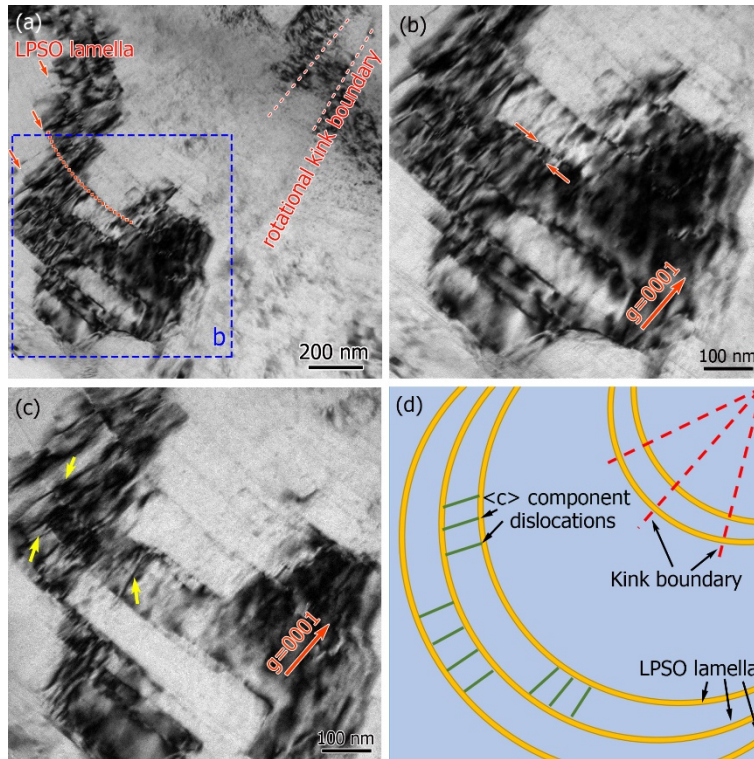 (a)
LPSO lamella
rotational kink boundary
b
200 nm
(b)
g=0001
100 nm
(c)
g=0001
100 nm
(d)
<c> component
dislocations
Kink boundary
LPSO lamella